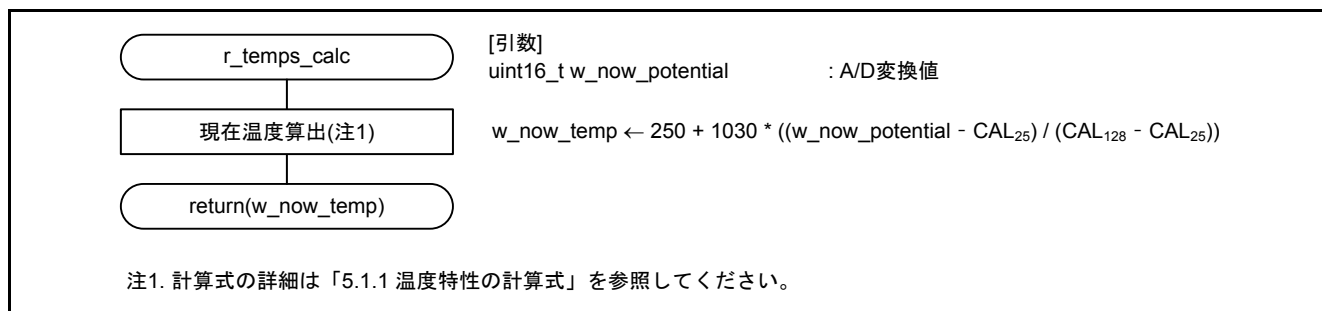 r_temps_calc
[引数]
uint16_t w_now_potential : A/D変換値
現在温度算出(注1)
w_now_temp ← 250 + 1030 * ((w_now_potential - CAL25) / (CAL128 - CAL25))
return(w_now_temp)
注1. 計算式の詳細は「5.1.1 温度特性の計算式」を参照してください。